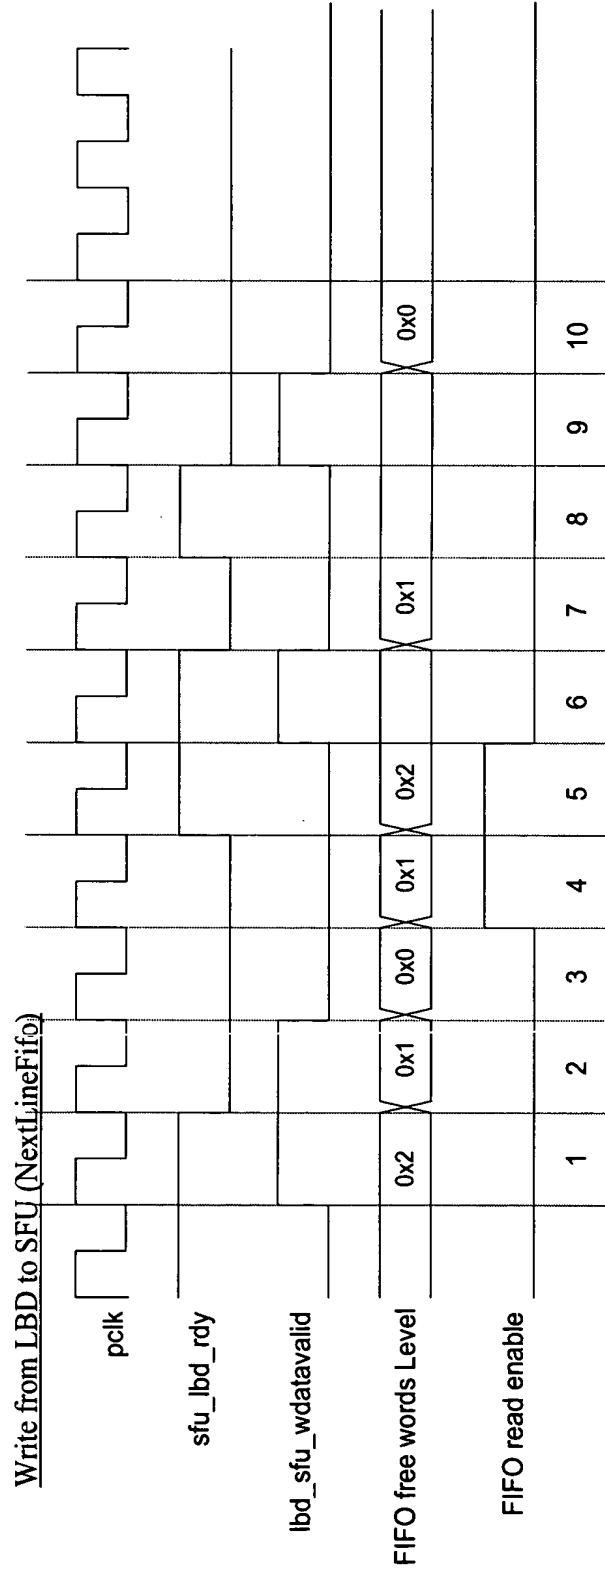 Write from LBD to SFU (NextLineFifo)
pclk
sfu_lbd_rdy
lbd_sfu_wdatavalid
FIFO free words Level
0x2 0x1 0x0 0x1 0x2 0x1 0x0
FIFO read enable
1 2 3 4 5 6 7 8 9 10